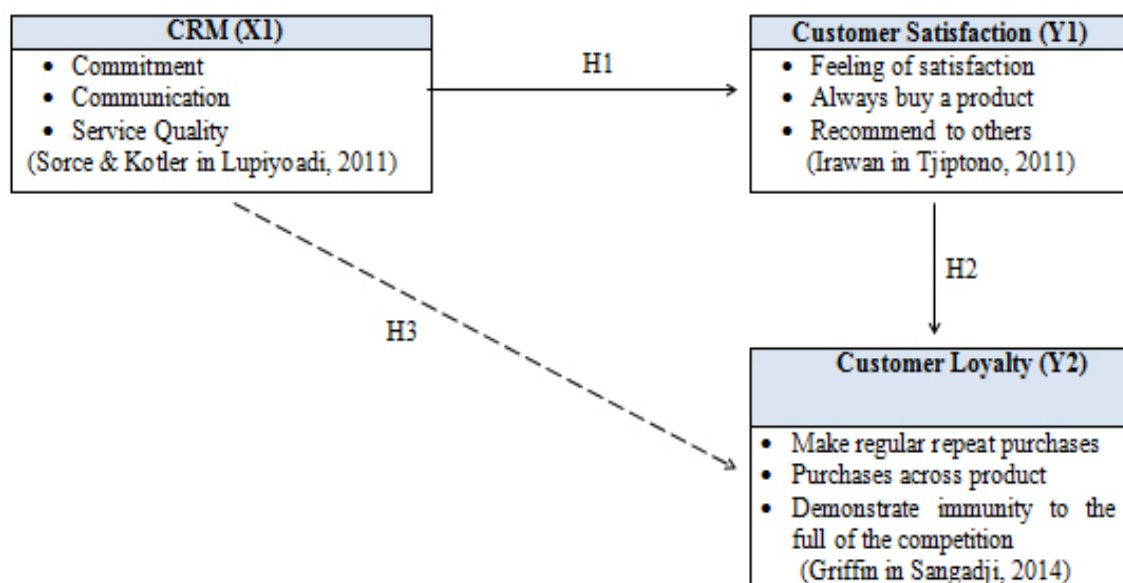 CRM (X1)
• Commitment
• Communication
• Service Quality
(Sorce & Kotler in Lupiyoadi, 2011)
H1
Customer Satisfaction (Y1)
• Feeling of satisfaction
• Always buy a product
• Recommend to others
(Irawan in Tjiptono, 2011)
H2
H3
Customer Loyalty (Y2)
• Make regular repeat purchases
• Purchases across product
• Demonstrate immunity to the
full of the competition
(Griffin in Sangadji, 2014)